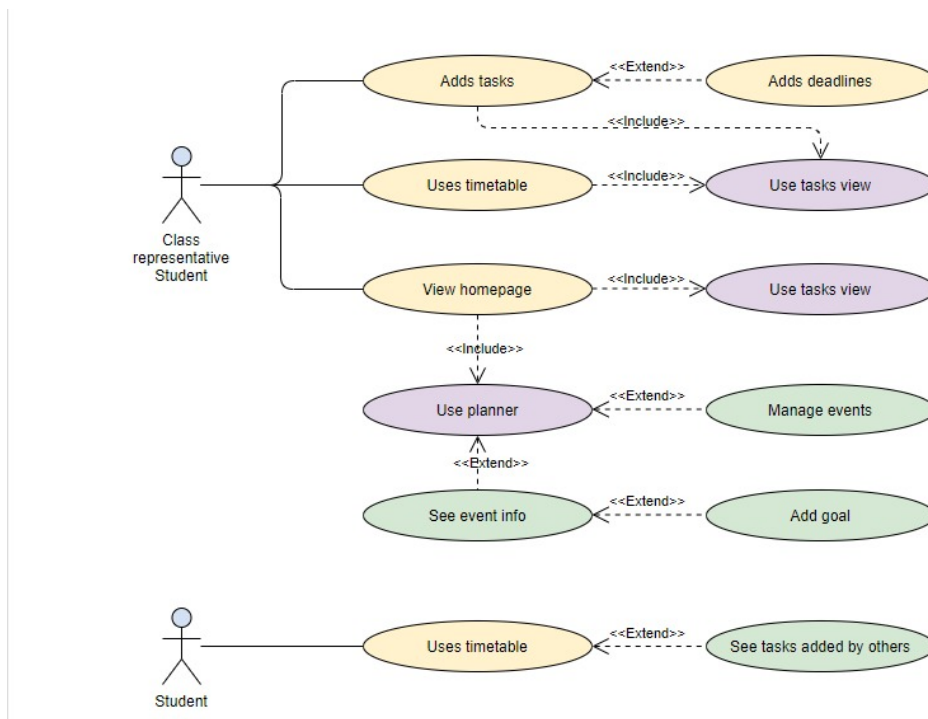 <<Extend>>
Adds tasks
Adds deadlines
<<Include>>
<<Include>>
Uses timetable
Use tasks view
Class
representative
Student
<<Include>>
View homepage
Use tasks view
<<Include>>
<<Extend>>
Use planner
Manage events
<<Extend>>
<<Extend>>
See event info
Add goal
<<Extend>>
Uses timetable
See tasks added by others
Student